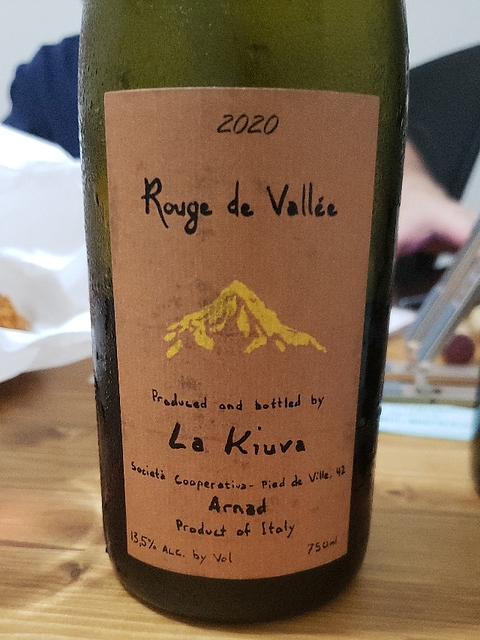 2020
Rouge de Vallée
Produced and bottled by
La Kiuva
Società Cooperativa - Pied de Ville, 42
Arnad
Product of Italy
13,5% ALC. by Vol 750ml